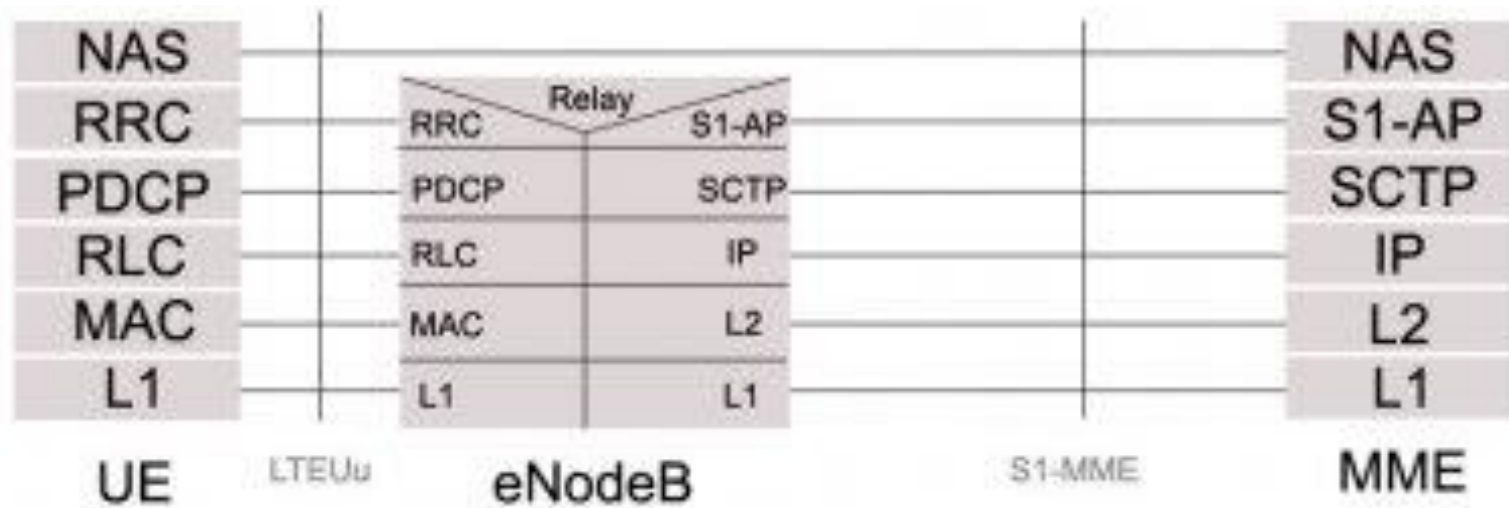 NAS NAS
Relay
RRC RRC S1-AP S1-AP
PDCP PDCP SCTP SCTP
RLC RLC IP IP
MAC MAC L2 L2
L1 L1 L1 L1
UE LTEUu eNodeB S1-MME MME